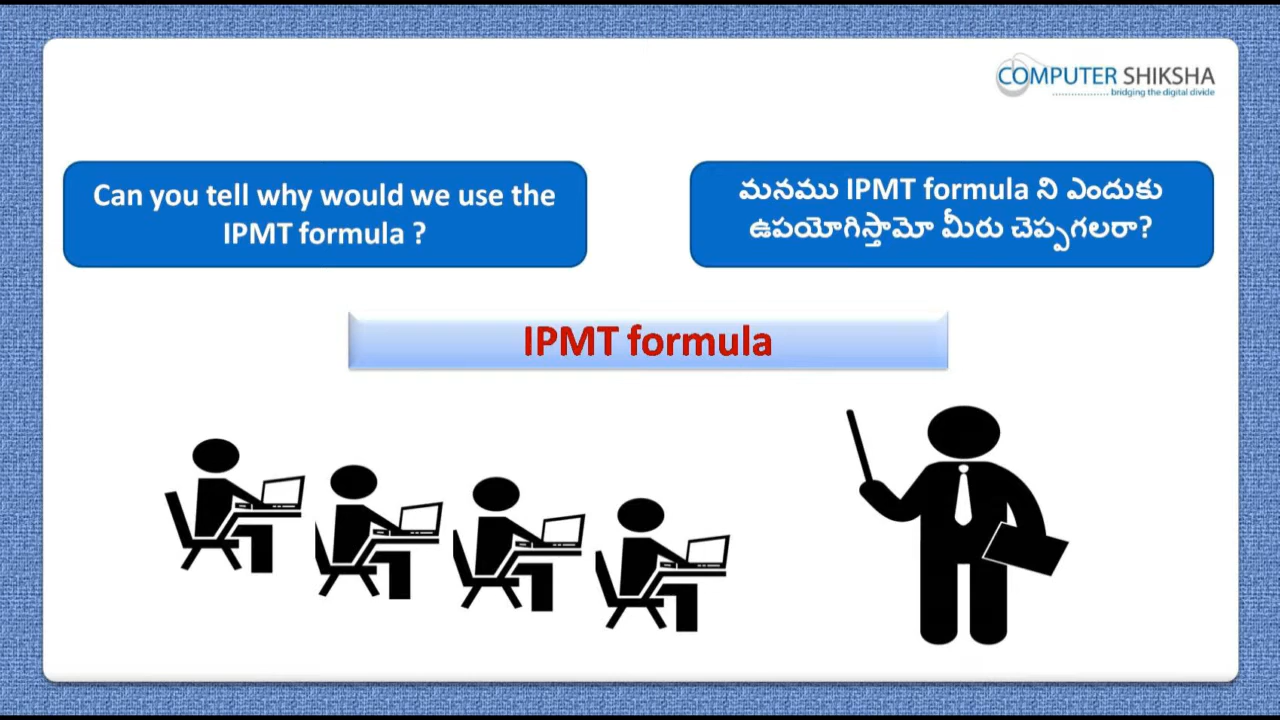 COMPUTER SHIKSHA
bridging the digital divide
Can you tell why would we use the
IPMT formula ?
మనము IPMT formula ని ఎందుకు
ఉపయోగిస్తామో మీరు చెప్పగలరా?
IPMT formula